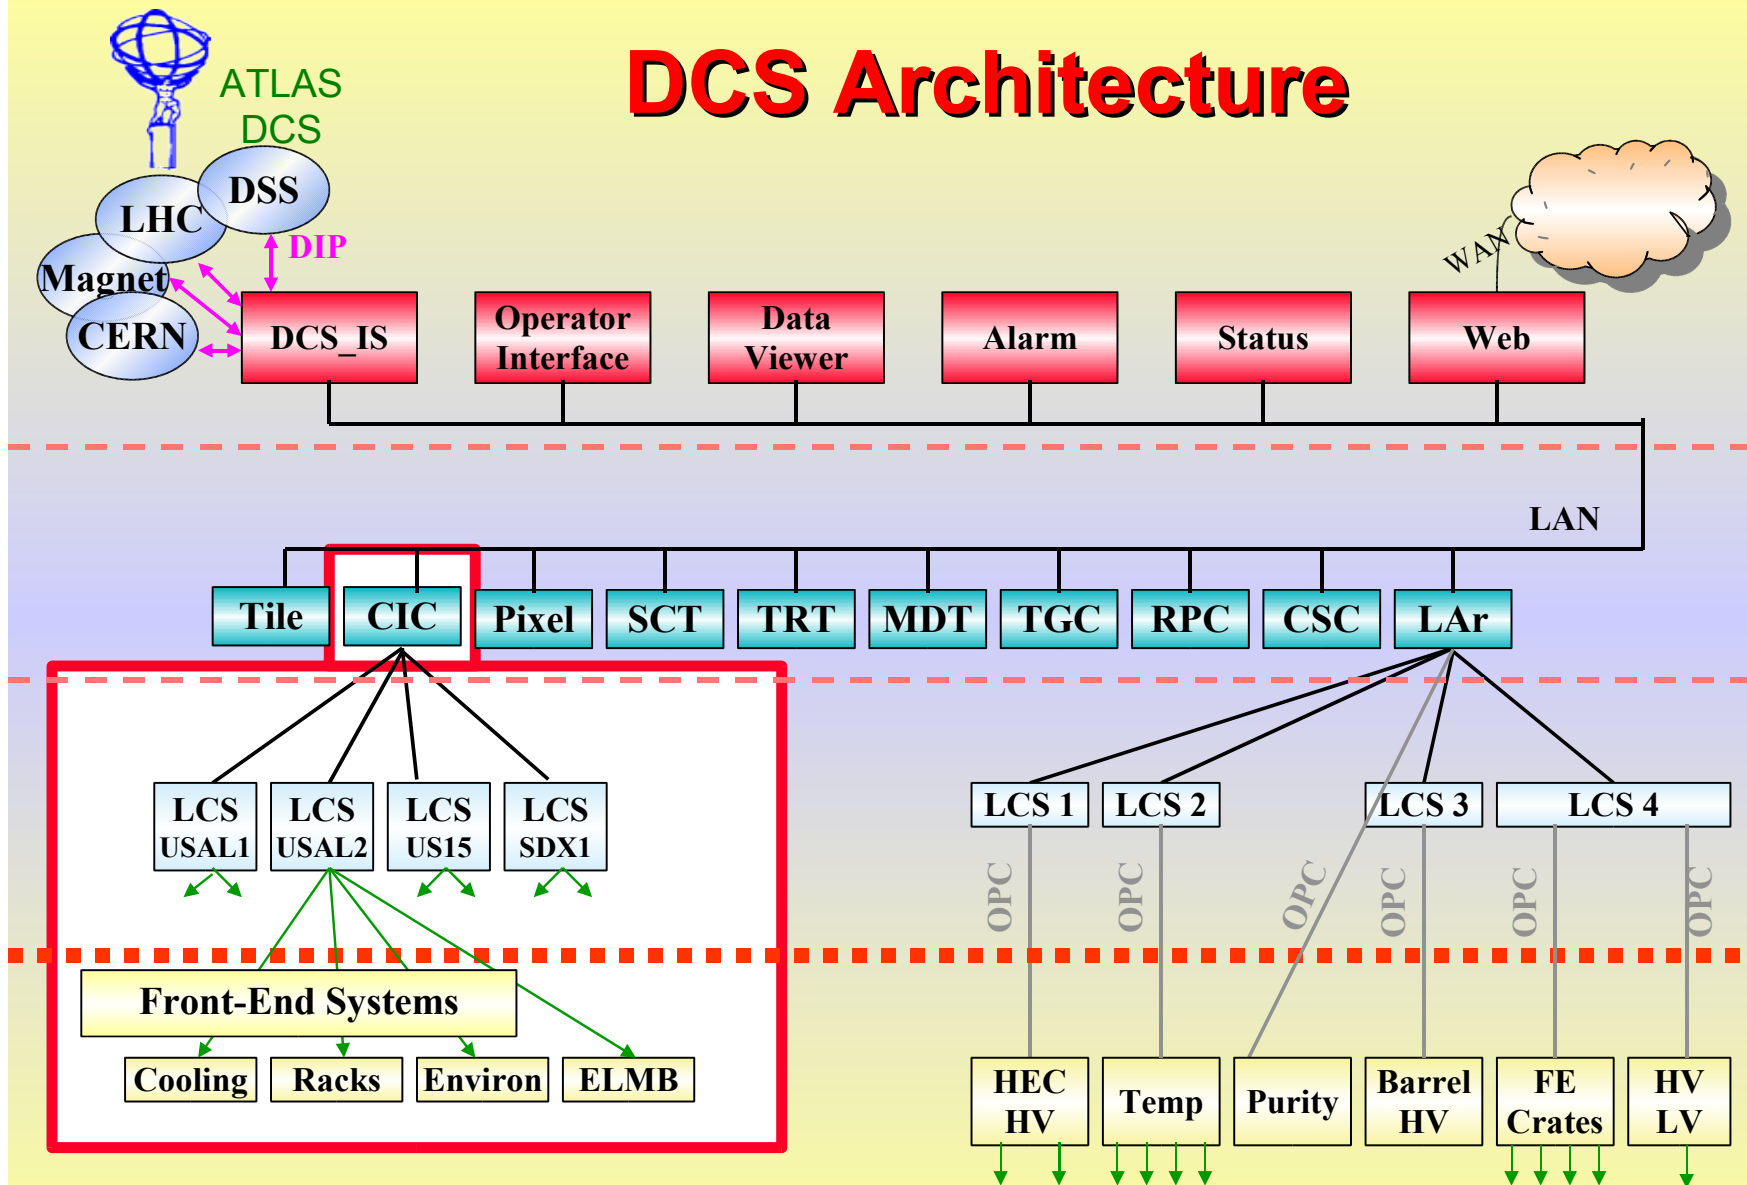 DCS Architecture
ATLAS
DCS
DSS
LHC
DIP
Magnet
CERN
WAN
DCS_IS
Operator
Interface
Data
Viewer
Alarm
Status
Web
LAN
Tile
CIC
Pixel
SCT
TRT
MDT
TGC
RPC
CSC
LAr
LCS
USAL1
LCS
USAL2
LCS
US15
LCS
SDX1
LCS 1
LCS 2
LCS 3
LCS 4
OPC
OPC
OPC
OPC
OPC
OPC
Front-End Systems
Cooling
Racks
Environ
ELMB
HEC
HV
Temp
Purity
Barrel
HV
FE
Crates
HV
LV